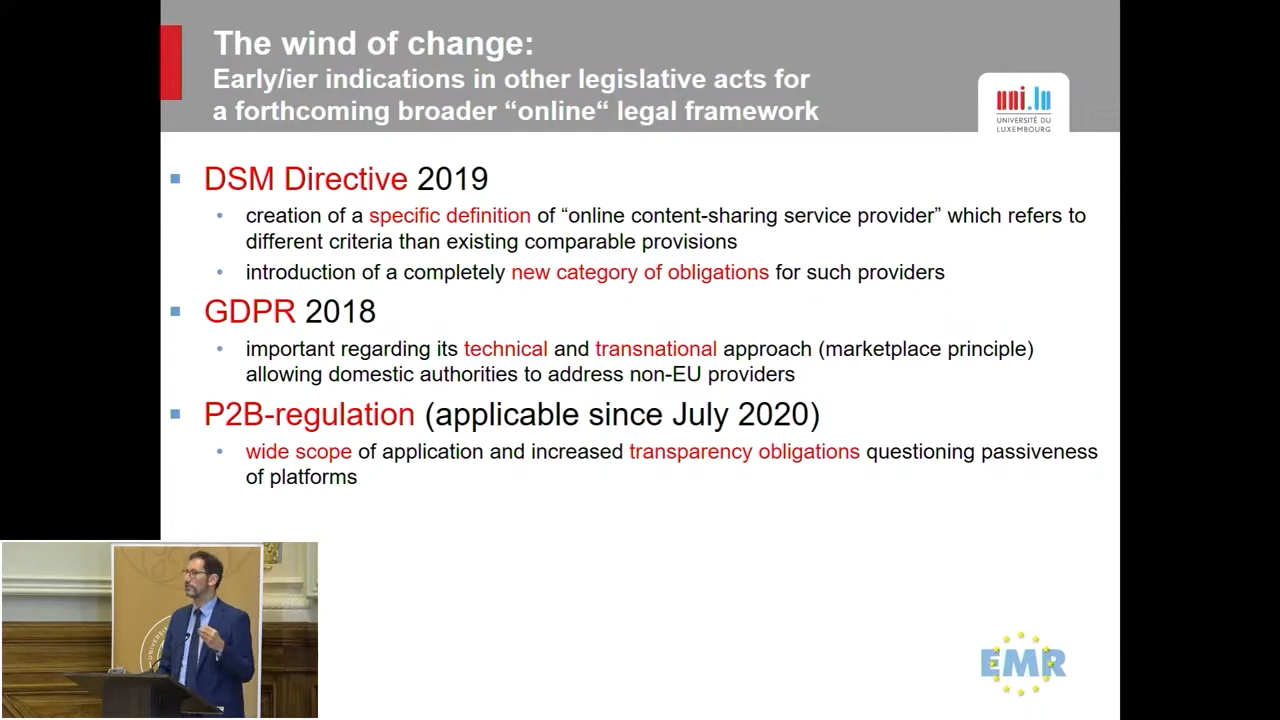 The wind of change:
Early/ier indications in other legislative acts for
a forthcoming broader “online“ legal framework
uni.lu
UNIVERSITÉ DU
LUXEMBOURG
DSM Directive 2019
creation of a specific definition of “online content-sharing service provider” which refers to
different criteria than existing comparable provisions
introduction of a completely new category of obligations for such providers
GDPR 2018
important regarding its technical and transnational approach (marketplace principle)
allowing domestic authorities to address non-EU providers
P2B-regulation (applicable since July 2020)
wide scope of application and increased transparency obligations questioning passiveness
of platforms
EMR